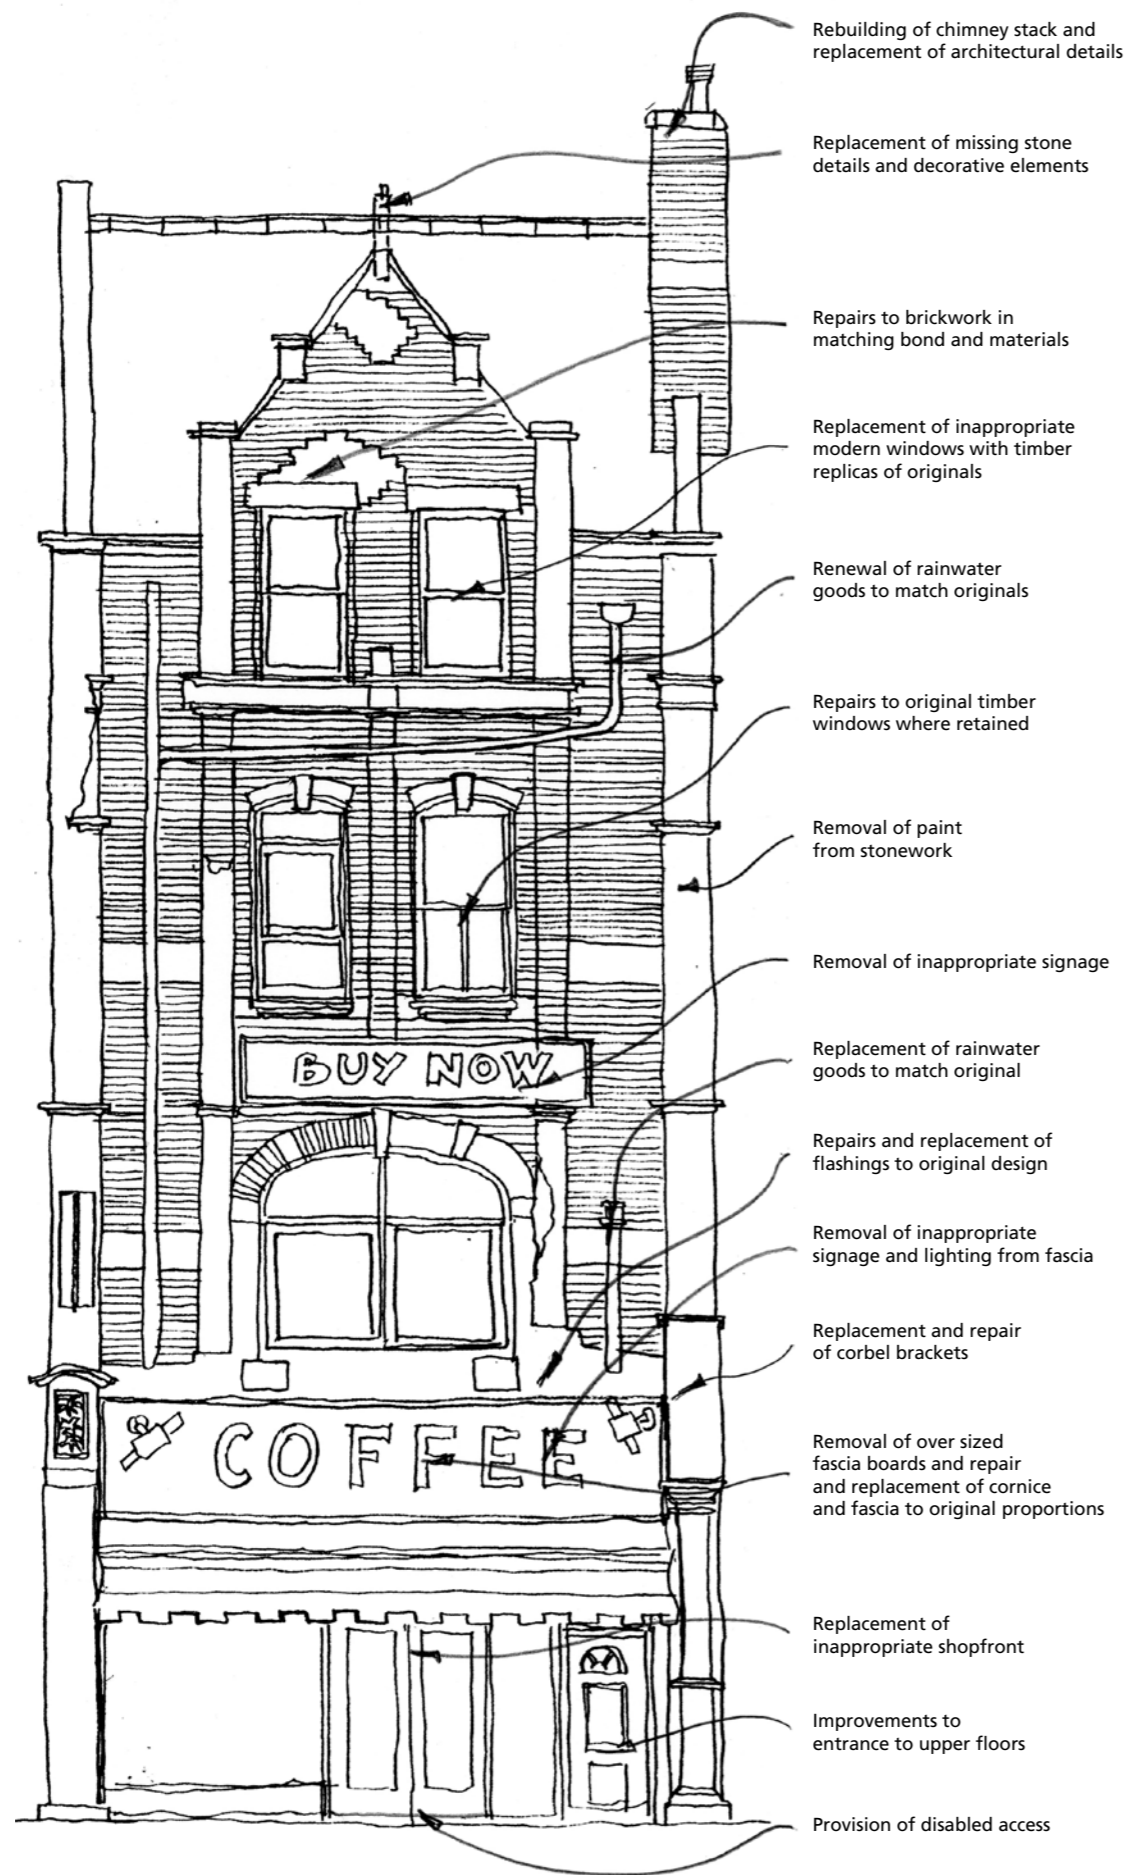 Rebuilding of chimney stack and
replacement of architectural details
Replacement of missing stone
details and decorative elements
Repairs to brickwork in
matching bond and materials
Replacement of inappropriate
modern windows with timber
replicas of originals
Renewal of rainwater
goods to match originals
Repairs to original timber
windows where retained
Removal of paint
from stonework
Removal of inappropriate signage
BUY NOW
Replacement of rainwater
goods to match original
Repairs and replacement of
flashings to original design
Removal of inappropriate
signage and lighting from fascia
Replacement and repair
of corbel brackets
COFFEE
Removal of over sized
fascia boards and repair
and replacement of cornice
and fascia to original proportions
Replacement of
inappropriate shopfront
Improvements to
entrance to upper floors
Provision of disabled access